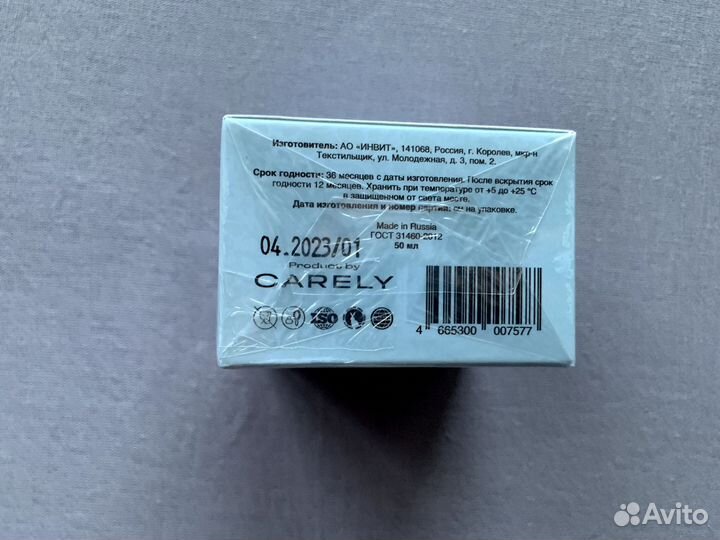 Изготовитель: АО «ИНВИТ», 141068, Россия, г. Королев, мкр-н
Текстильщик, ул. Молодежная, д. 3, пом. 2.
Срок годности: 36 месяцев с даты изготовления. После вскрытия срок
годности 12 месяцев. Хранить при температуре от +5 до +25 °C
в защищенном от света месте.
Дата изготовления и номер партии: см на упаковке.
Made in Russia
ГОСТ 31460-2012
50 мл
04.2023/01
Product by
CARELY
ISO
4 665300 007577
Avito